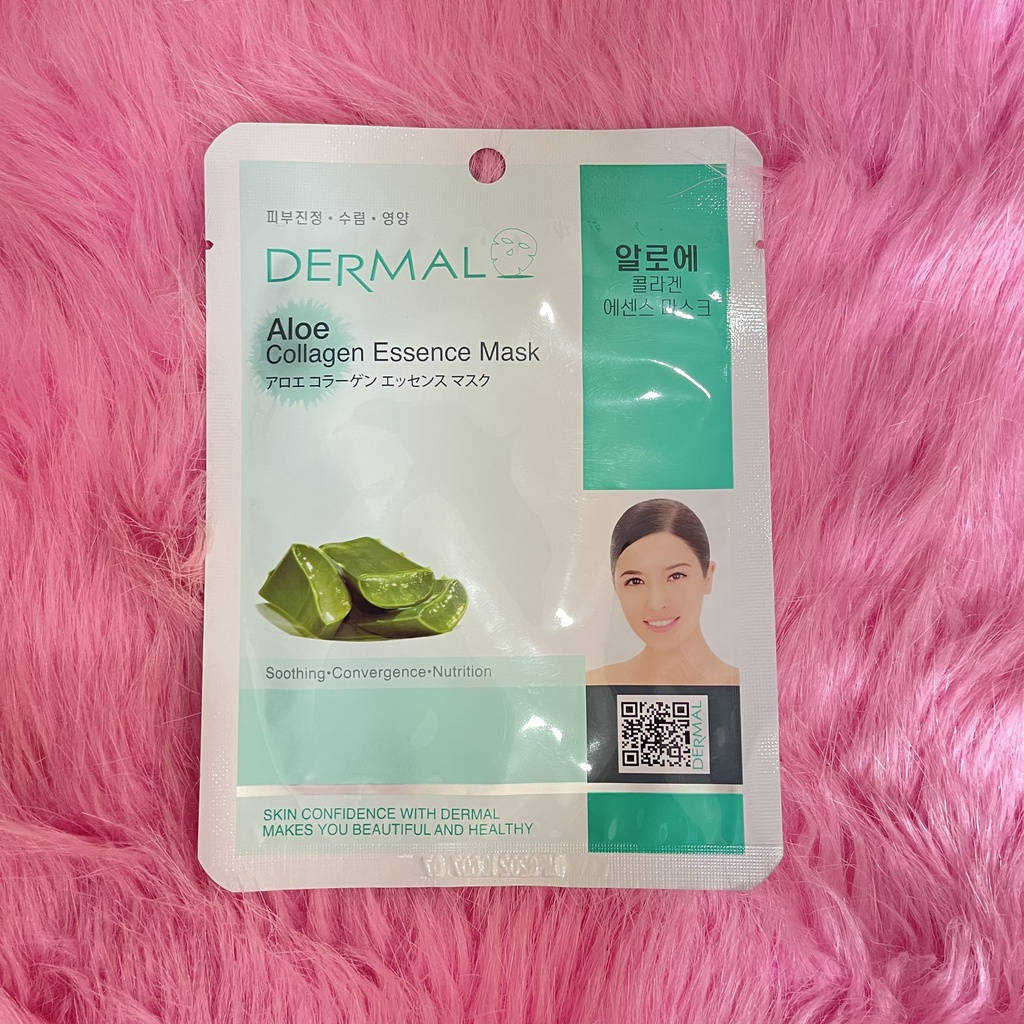 피부진정 • 수렴 • 영양
DERMAL
Aloe
Collagen Essence Mask
アロエ コラーゲン エッセンス マスク
알로에
콜라겐
에센스 마스크
Soothing•Convergence•Nutrition
DERMAL
SKIN CONFIDENCE WITH DERMAL
MAKES YOU BEAUTIFUL AND HEALTHY